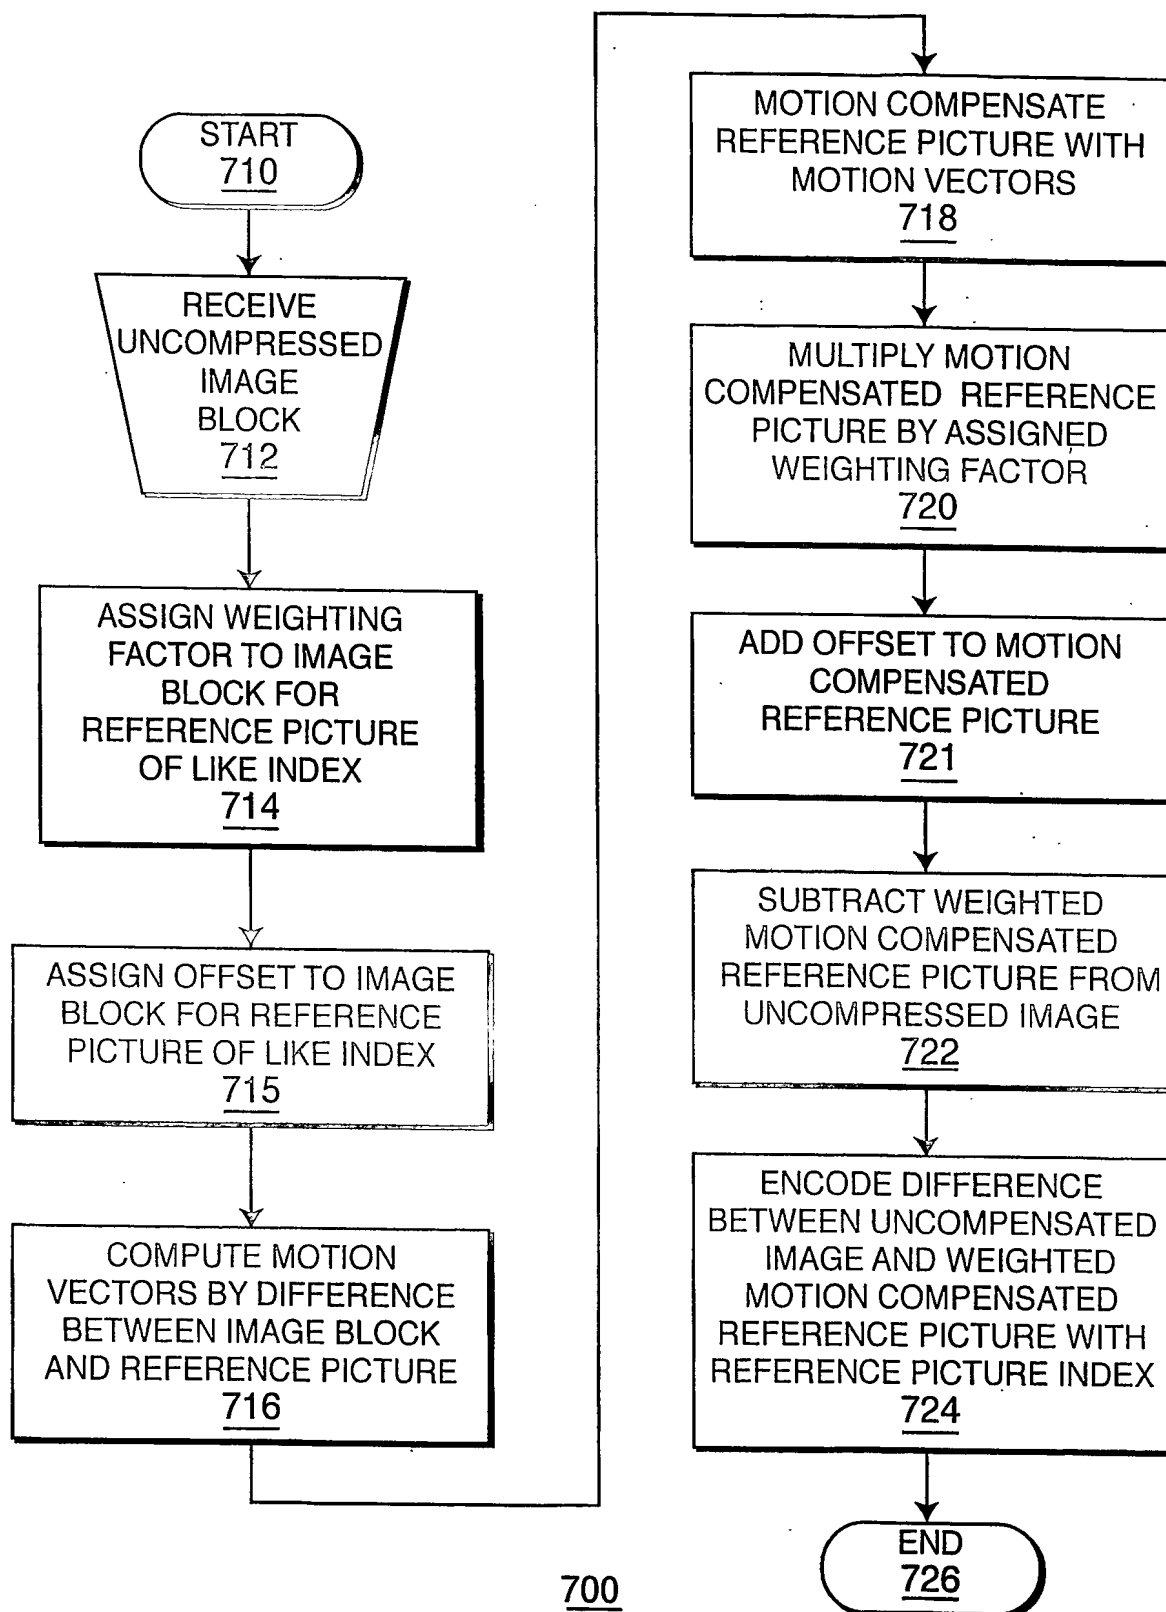 START
710
RECEIVE
UNCOMPRESSED
IMAGE
BLOCK
712
ASSIGN WEIGHTING
FACTOR TO IMAGE
BLOCK FOR
REFERENCE PICTURE
OF LIKE INDEX
714
ASSIGN OFFSET TO IMAGE
BLOCK FOR REFERENCE
PICTURE OF LIKE INDEX
715
COMPUTE MOTION
VECTORS BY DIFFERENCE
BETWEEN IMAGE BLOCK
AND REFERENCE PICTURE
716
MOTION COMPENSATE
REFERENCE PICTURE WITH
MOTION VECTORS
718
MULTIPLY MOTION
COMPENSATED REFERENCE
PICTURE BY ASSIGNED
WEIGHTING FACTOR
720
ADD OFFSET TO MOTION
COMPENSATED
REFERENCE PICTURE
721
SUBTRACT WEIGHTED
MOTION COMPENSATED
REFERENCE PICTURE FROM
UNCOMPRESSED IMAGE
722
ENCODE DIFFERENCE
BETWEEN UNCOMPENSATED
IMAGE AND WEIGHTED
MOTION COMPENSATED
REFERENCE PICTURE WITH
REFERENCE PICTURE INDEX
724
END
726
700